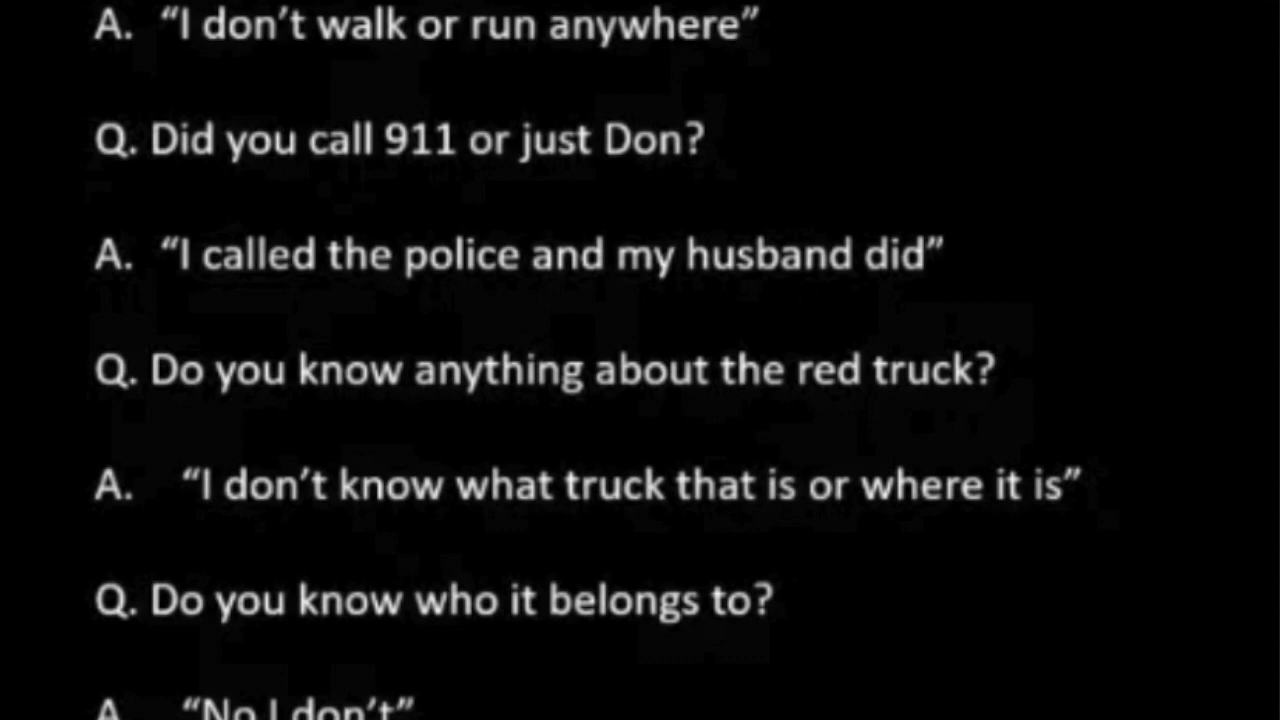 A. “I don’t walk or run anywhere”
Q. Did you call 911 or just Don?
A. “I called the police and my husband did”
Q. Do you know anything about the red truck?
A. “I don’t know what truck that is or where it is”
Q. Do you know who it belongs to?
A. “No I don’t”